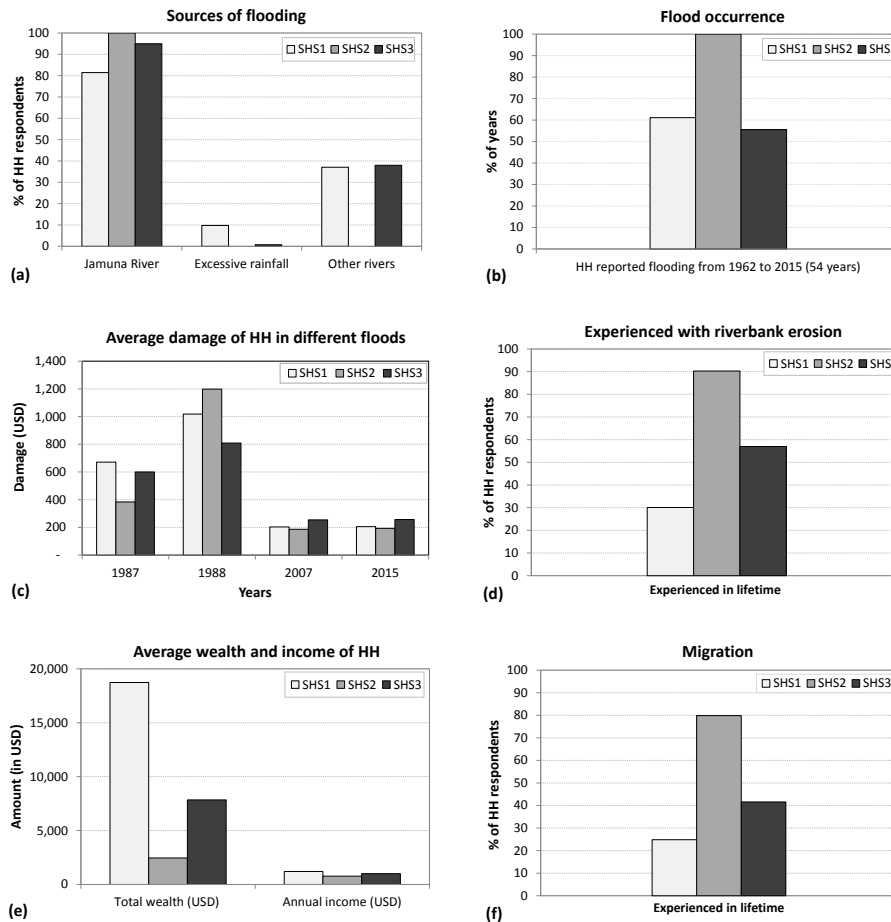 Sources of flooding
% of HH respondents
100
90
80
70
60
50
40
30
20
10
0
SHS1 SHS2 SHS3
Jamuna River Excessive rainfall Other rivers
(a)
Flood occurrence
% of years
100
90
80
70
60
50
40
30
20
10
0
SHS1 SHS2 SHS
HH reported flooding from 1962 to 2015 (54 years)
(b)
Average damage of HH in different floods
Damage (USD)
1,400
1,200
1,000
800
600
400
200
-
SHS1 SHS2 SHS3
1987 1988 2007 2015
Years
(c)
Experienced with riverbank erosion
% of HH respondents
100
90
80
70
60
50
40
30
20
10
0
SHS1 SHS2 SHS
Experienced in lifetime
(d)
Average wealth and income of HH
Amount (in USD)
20,000
15,000
10,000
5,000
0
SHS1 SHS2 SHS3
Total wealth (USD) Annual income (USD)
(e)
Migration
% of HH respondents
100
90
80
70
60
50
40
30
20
10
0
SHS1 SHS2 SHS3
Experienced in lifetime
(f)